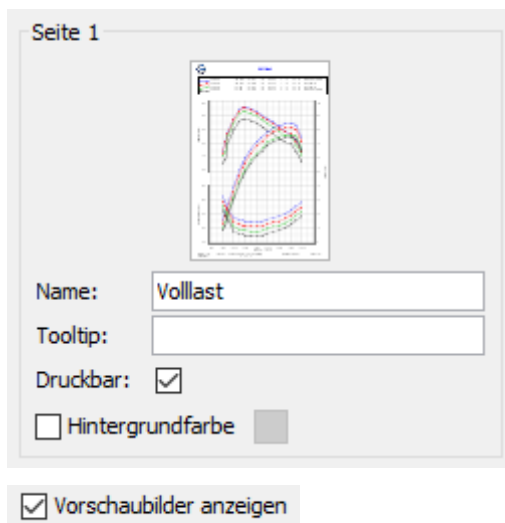 Seite 1
Name: Volllast
Tooltip:
Druckbar:
Hintergrundfarbe
Vorschaubilder anzeigen